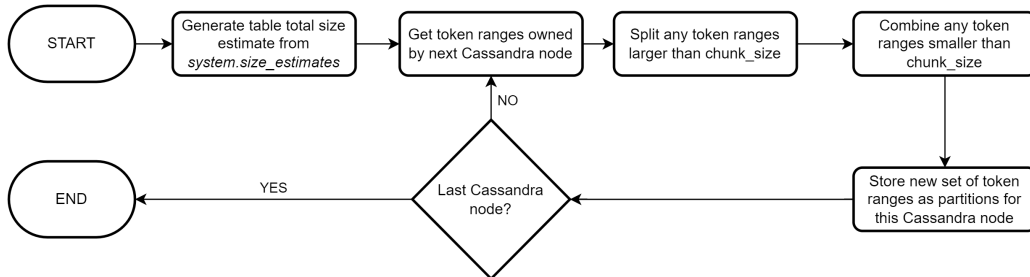 START
Generate table total size
estimate from
system.size_estimates
Get token ranges owned
by next Cassandra node
Split any token ranges
larger than chunk_size
Combine any token
ranges smaller than
chunk_size
NO
END
YES
Last Cassandra
node?
Store new set of token
ranges as partitions for
this Cassandra node